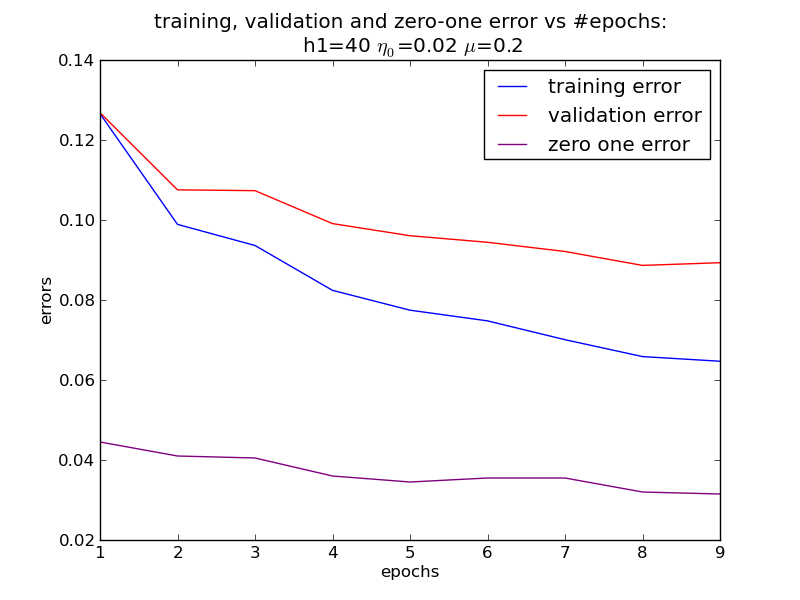 training, validation and zero-one error vs #epochs:
h1=40 η₀=0.02 μ=0.2
0.14
training error
validation error
zero one error
0.12
0.10
0.08
errors
0.06
0.04
0.02
1 2 3 4 5 6 7 8 9
epochs